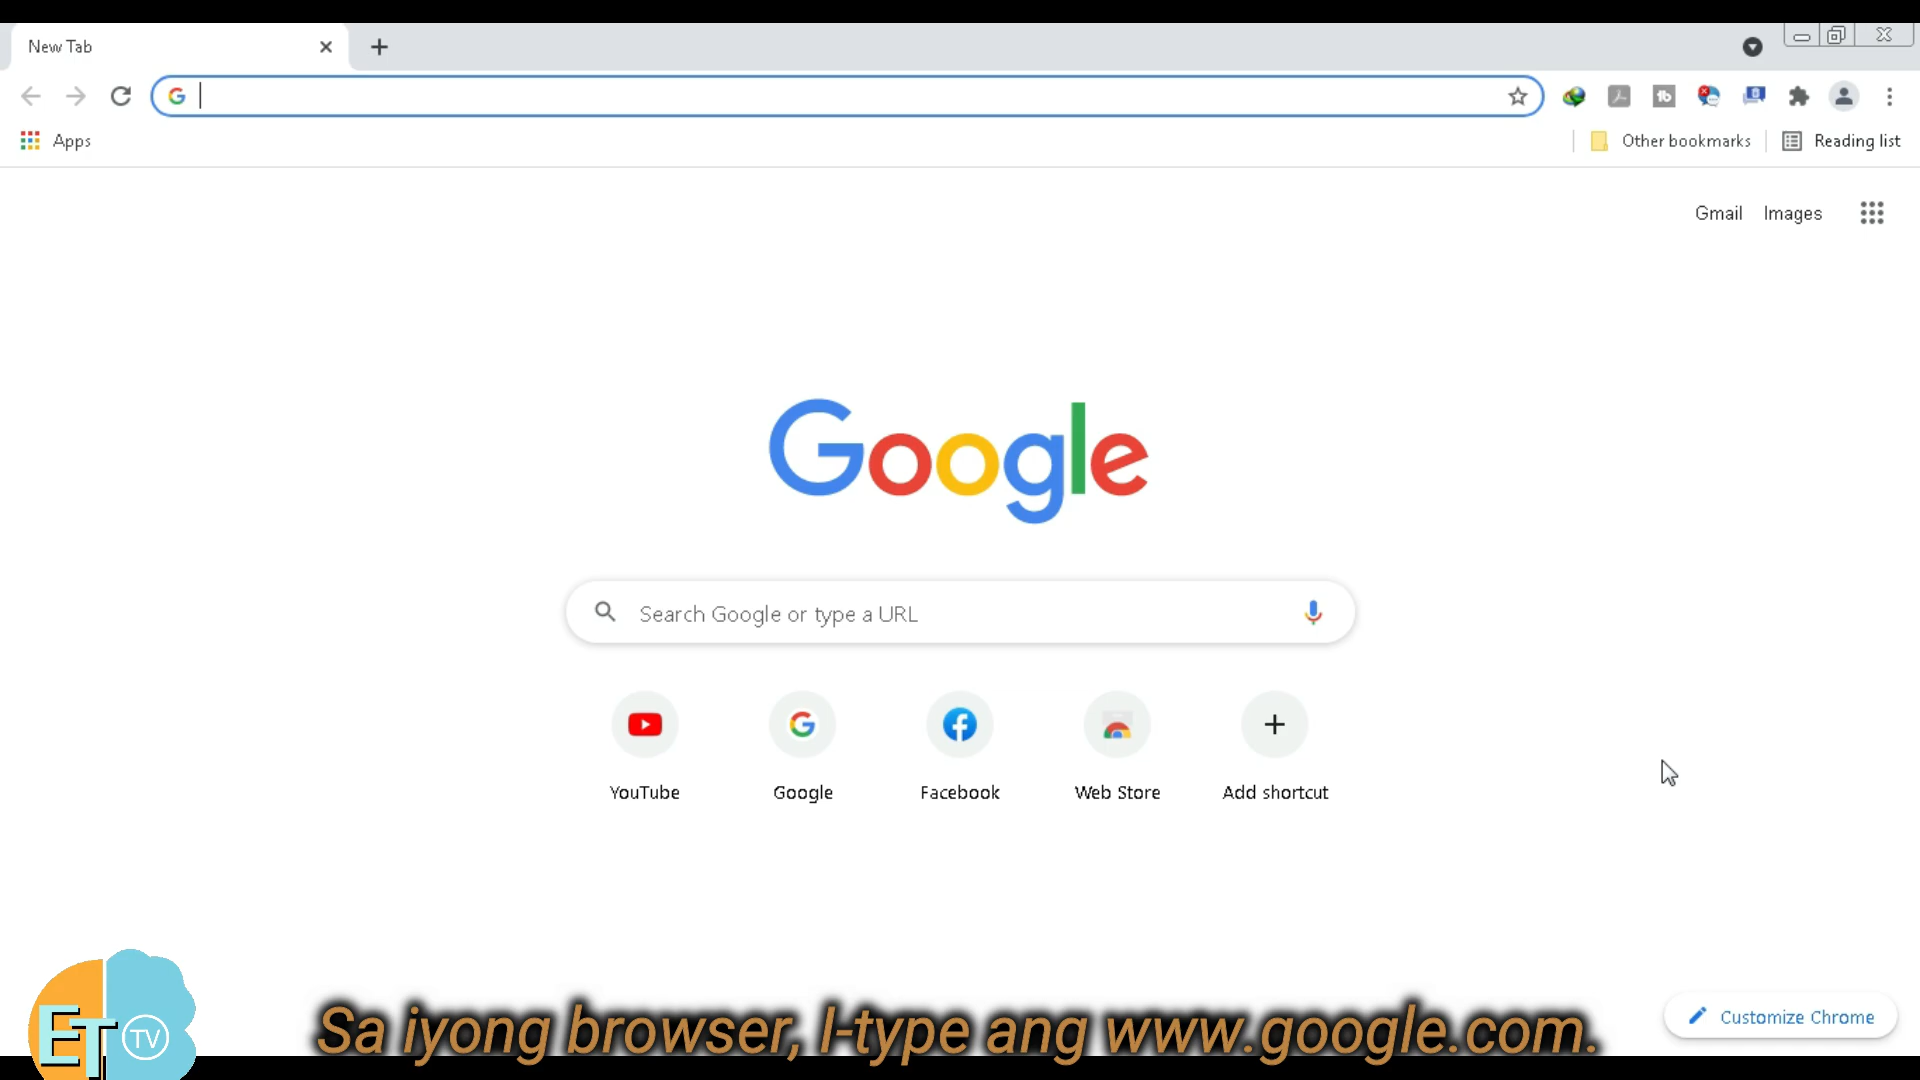 New Tab
Apps
Other bookmarks
Reading list
Gmail Images
Google
Search Google or type a URL
YouTube
Google
Facebook
Web Store
Add shortcut
Customize Chrome
ET TV
Sa iyong browser, I-type ang www.google.com.